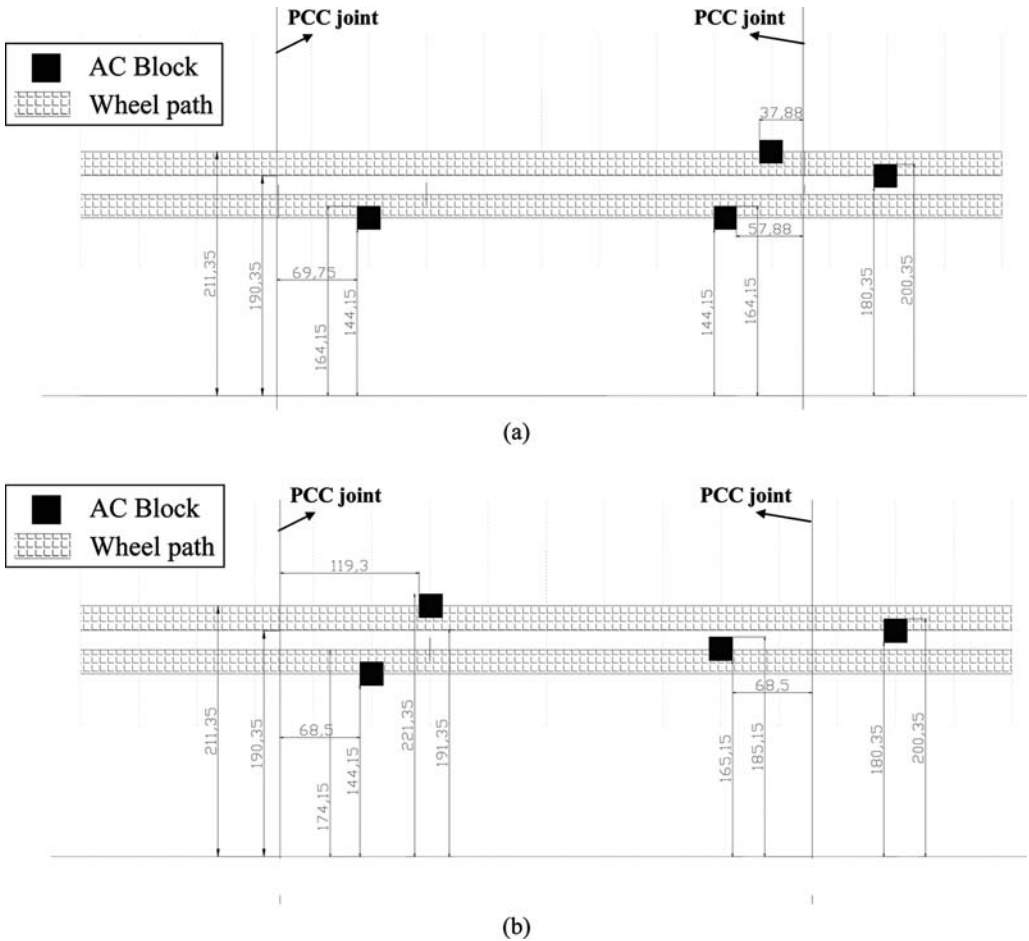 PCC joint
PCC joint
AC Block
Wheel path
37,88
57,88
69,75
211,35
190,35
164,15
144,15
144,15
164,15
180,35
200,35
(a)
PCC joint
PCC joint
AC Block
Wheel path
119,3
68,5
68,5
211,35
190,35
174,15
144,15
221,35
191,35
165,15
185,15
180,35
200,35
(b)